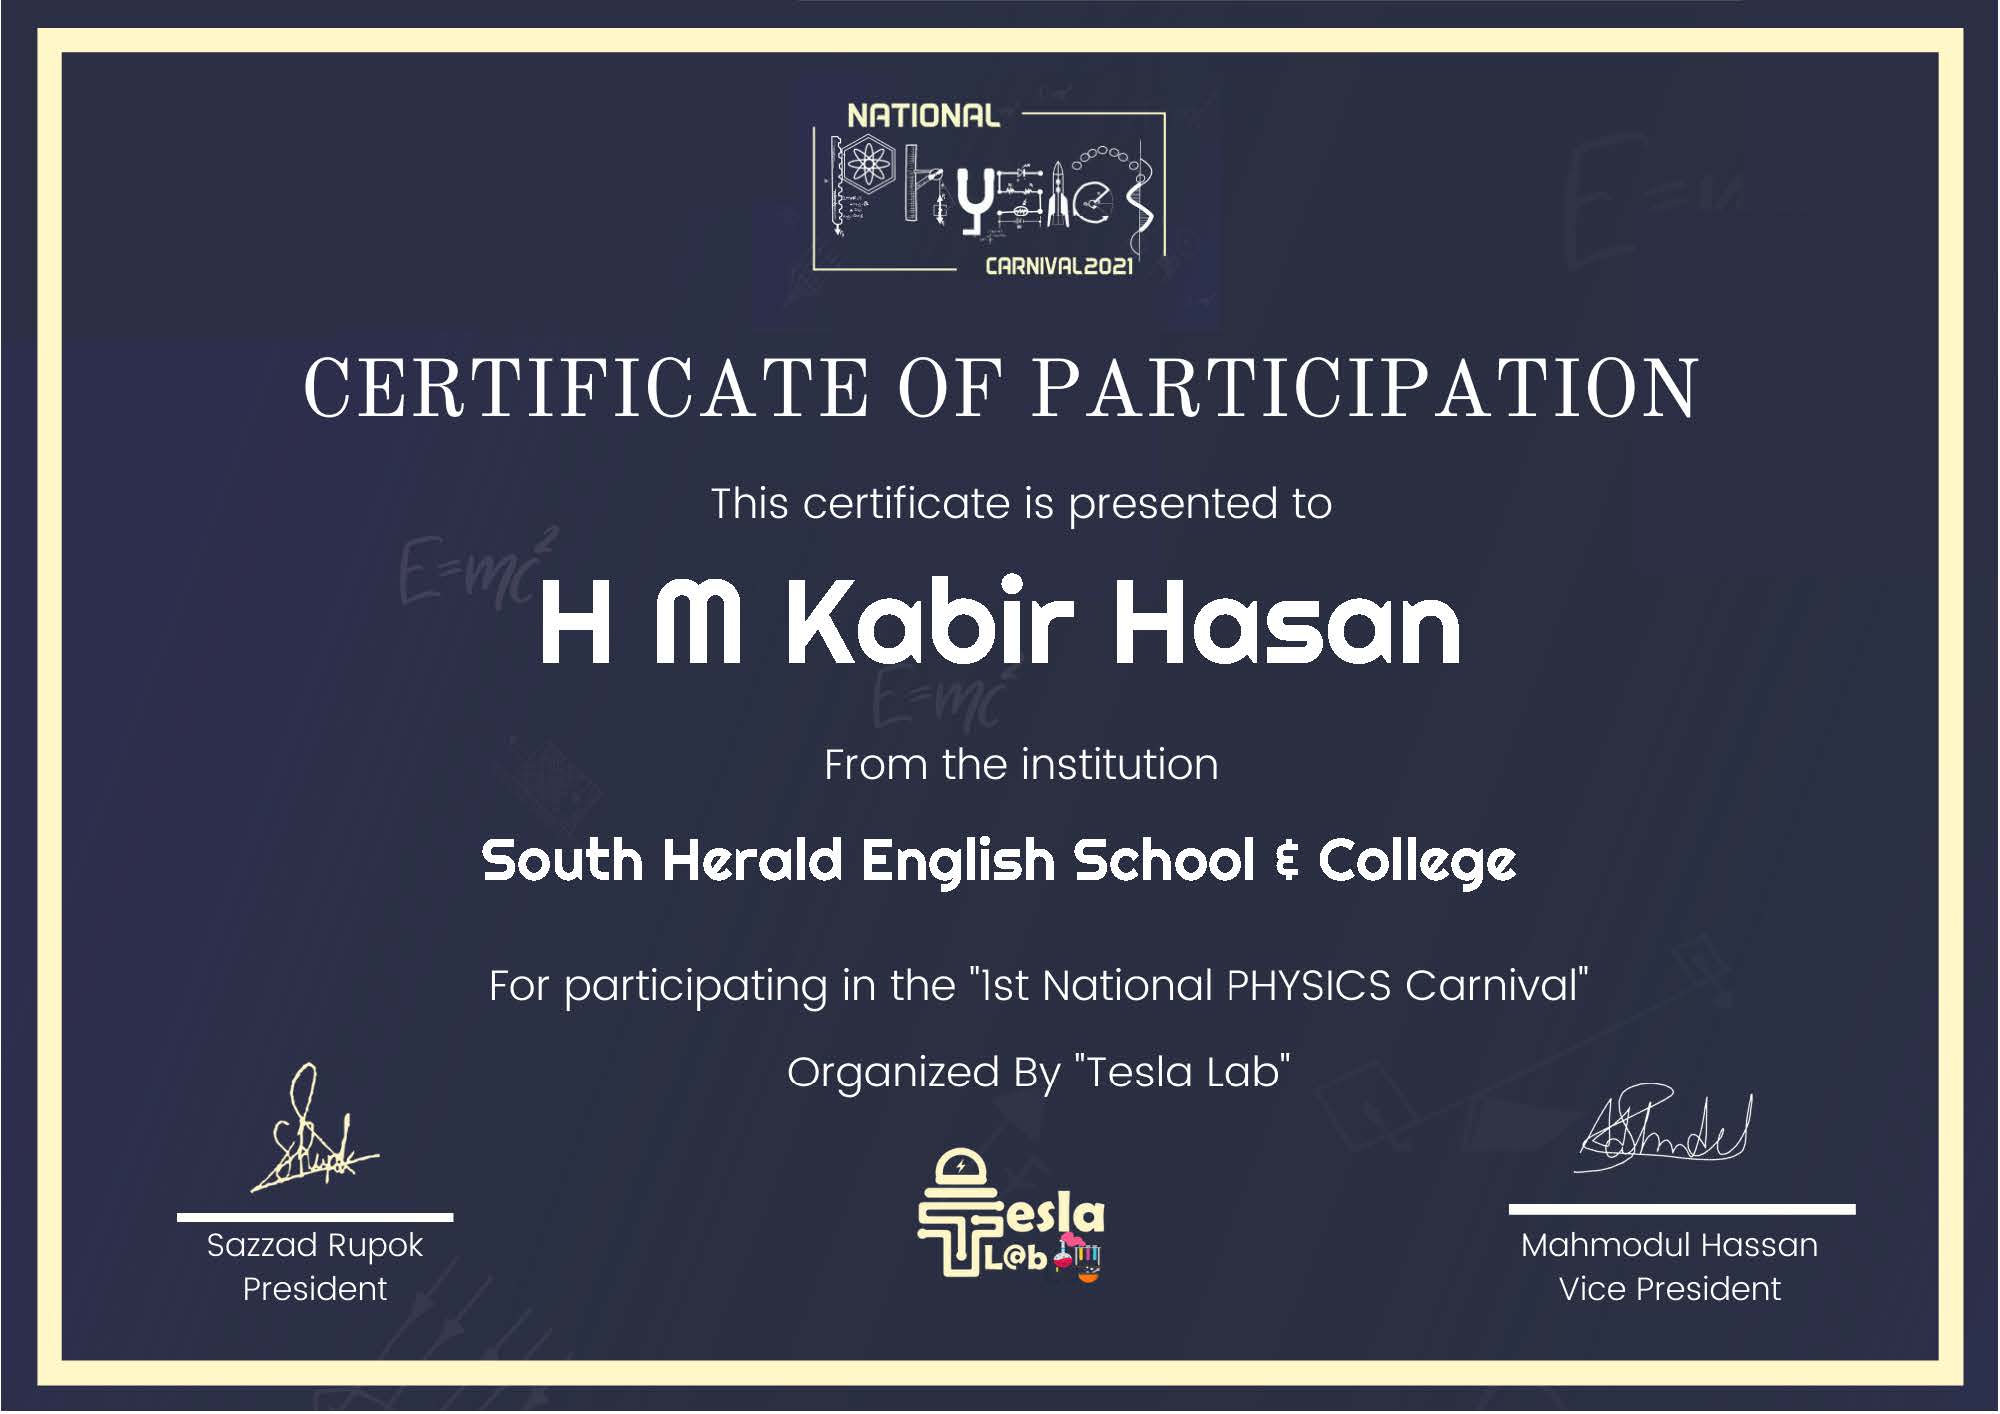 NATIONAL
Physics
CARNIVAL2021
CERTIFICATE OF PARTICIPATION
This certificate is presented to
E=mc²
H M Kabir Hasan
E=mc²
From the institution
South Herald English School & College
For participating in the "1st National PHYSICS Carnival"
Organized By "Tesla Lab"
Tesla
L@b
Sazzad Rupok
President
Mahmodul Hassan
Vice President